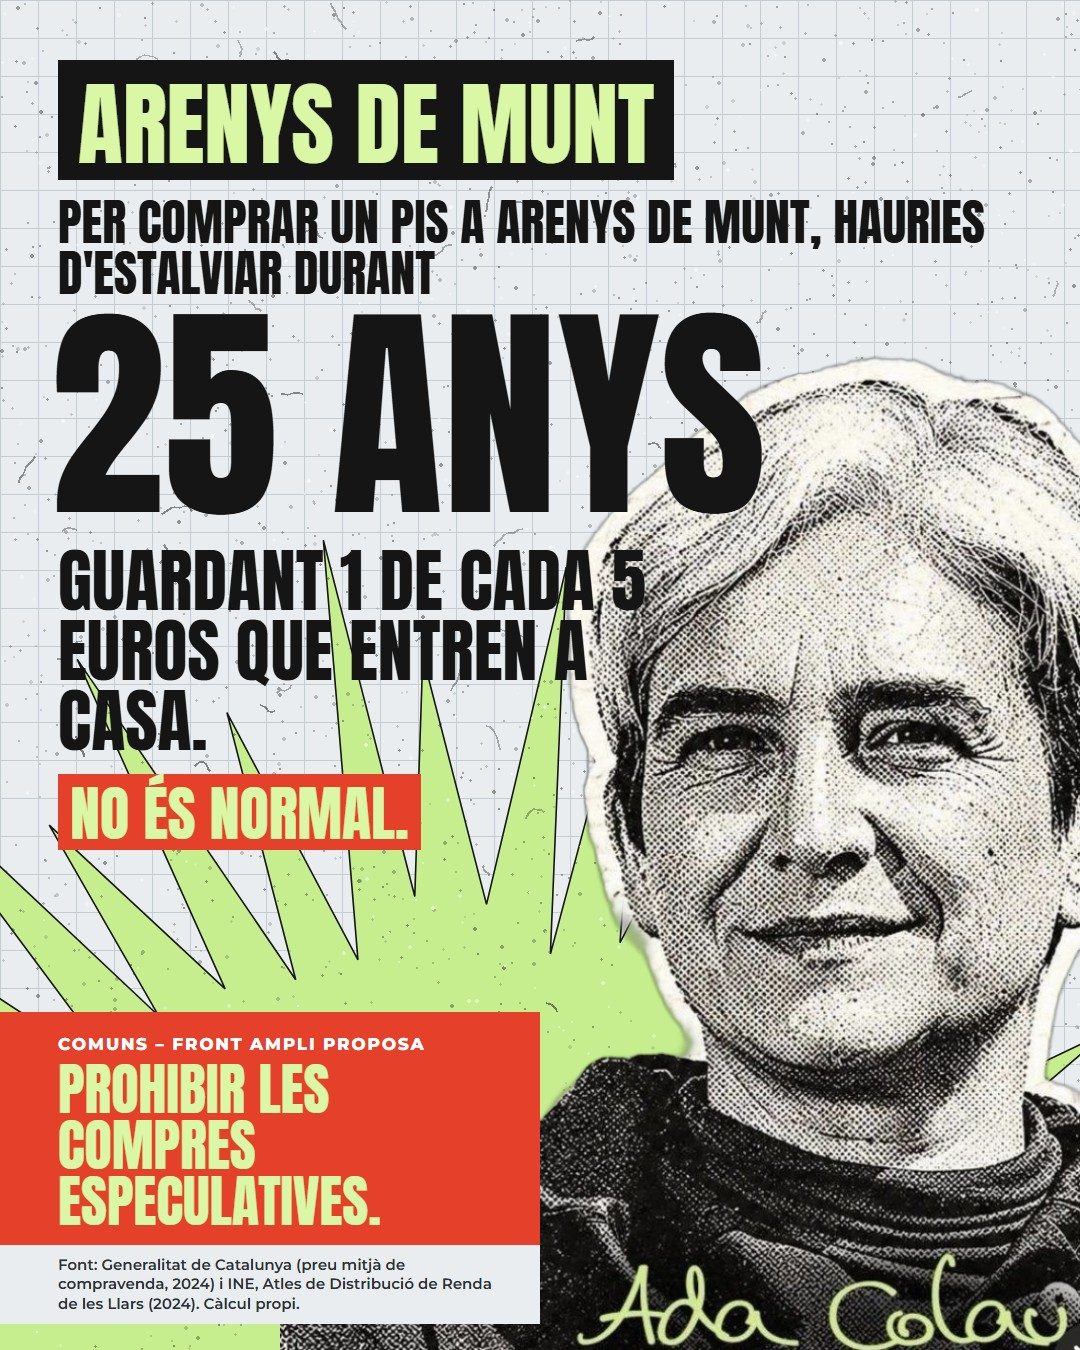 ARENYS DE MUNT
PER COMPRAR UN PIS A ARENYS DE MUNT, HAURIES
D'ESTALVIAR DURANT
25 ANYS
GUARDANT 1 DE CADA 5
EUROS QUE ENTREN A
CASA.
NO ÉS NORMAL.
COMUNS – FRONT AMPLI PROPOSA
PROHIBIR LES
COMPRES
ESPECULATIVES.
Font: Generalitat de Catalunya (preu mitjà de
compravenda, 2024) i INE, Atles de Distribució de Renda
de les Llars (2024). Càlcul propi.
Ada Colau